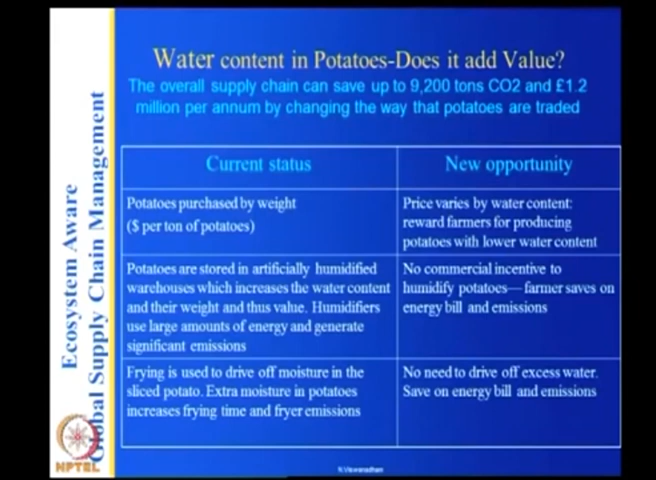 Water content in Potatoes-Does it add Value?
The overall supply chain can save up to 9,200 tons CO2 and £1.2
million per annum by changing the way that potatoes are traded
Ecosystem Aware
Global Supply Chain Management
Current status
New opportunity
Potatoes purchased by weight
($ per ton of potatoes)
Price varies by water content:
reward farmers for producing
potatoes with lower water content
Potatoes are stored in artificially humidified
warehouses which increases the water content
and their weight and thus value. Humidifiers
use large amounts of energy and generate
significant emissions
No commercial incentive to
humidify potatoes—farmer saves on
energy bill and emissions
Frying is used to drive off moisture in the
sliced potato. Extra moisture in potatoes
increases frying time and fryer emissions
No need to drive off excess water.
Save on energy bill and emissions
NPTEL
N.Viswanadham